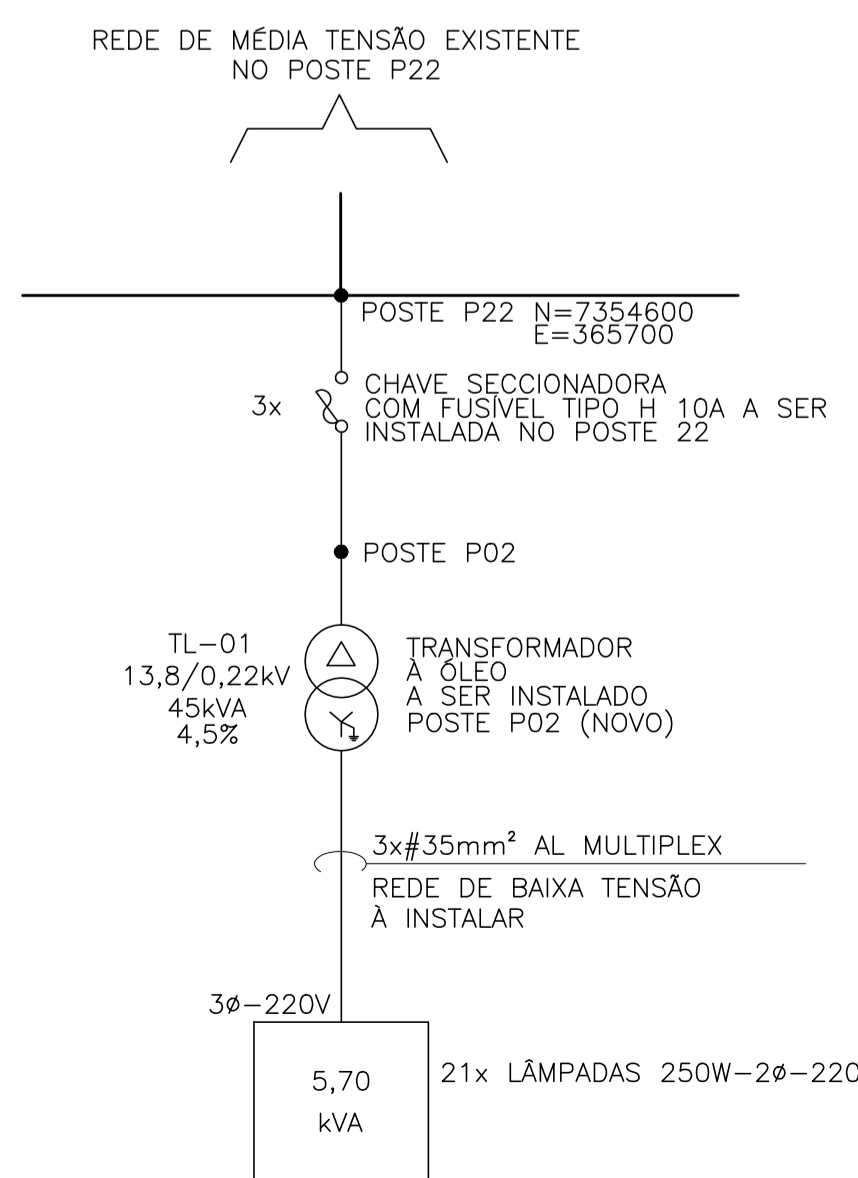 REDE DE MÉDIA TENSÃO EXISTENTE
NO POSTE P22
POSTE P22 N=7354600
E=365700
3x
CHAVE SECCIONADORA
COM FUSÍVEL TIPO H 10A A SER
INSTALADA NO POSTE 22
POSTE P02
TL-01
13,8/0,22kV
45kVA
4,5%
TRANSFORMADOR
À ÓLEO
A SER INSTALADO
POSTE P02 (NOVO)
3x#35mm² AL MULTIPLEX
REDE DE BAIXA TENSÃO
À INSTALAR
3ø-220V
5,70
kVA
21x LÂMPADAS 250W-2ø-220